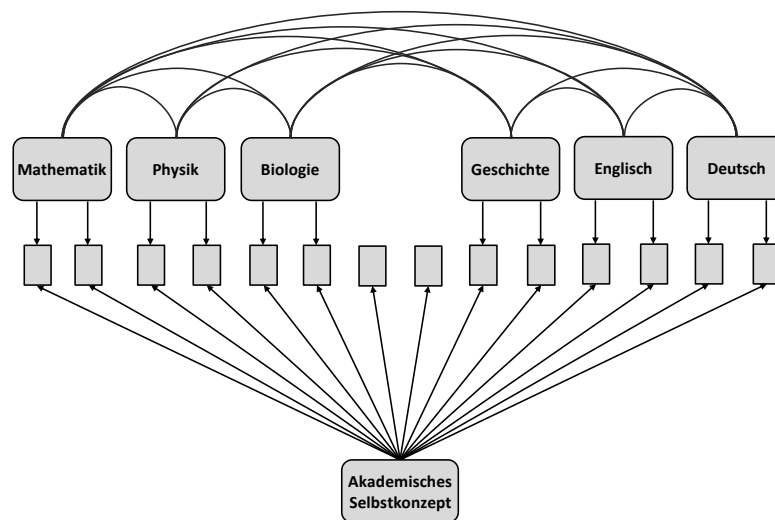 Mathematik
Physik
Biologie
Geschichte
Englisch
Deutsch
Akademisches
Selbstkonzept